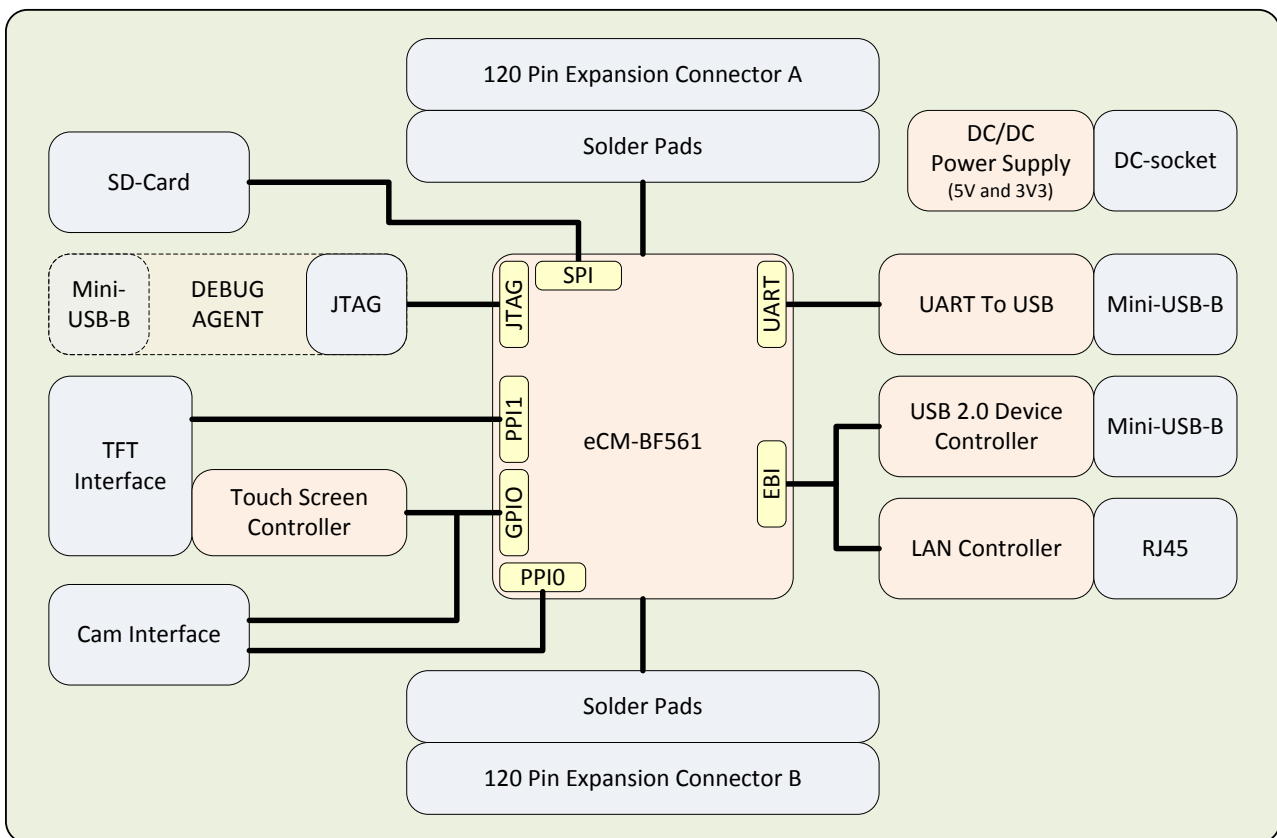 120 Pin Expansion Connector A
Solder Pads
DC/DC
Power Supply
(5V and 3V3)
DC-socket
SD-Card
Mini-
USB-B
DEBUG
AGENT
JTAG
JTAG
SPI
UART
UART To USB
Mini-USB-B
TFT
Interface
PPI1
eCM-BF561
USB 2.0 Device
Controller
Mini-USB-B
Touch Screen
Controller
GPIO
EBI
LAN Controller
RJ45
PPI0
Cam Interface
Solder Pads
120 Pin Expansion Connector B